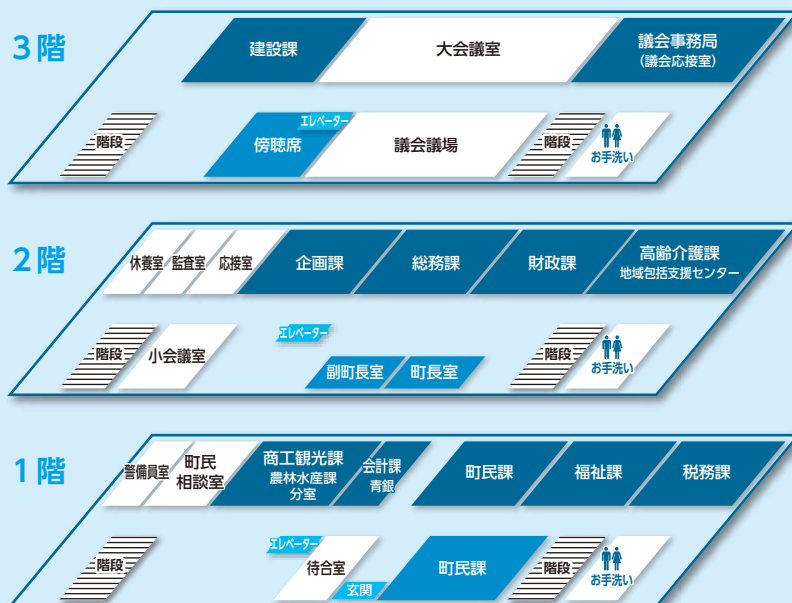 3階
建設課
大会議室
議会事務局
(議会応接室)
エレベーター
階段
傍聴席
議会議場
階段
お手洗い
2階
休養室
監査室
応接室
企画課
総務課
財政課
高齢介護課
地域包括支援センター
エレベーター
階段
小会議室
階段
お手洗い
副町長室
町長室
1階
警備員室
町民
相談室
商工観光課
農林水産課
分室
会計課
青銀
町民課
福祉課
税務課
エレベーター
階段
待合室
町民課
階段
お手洗い
玄関